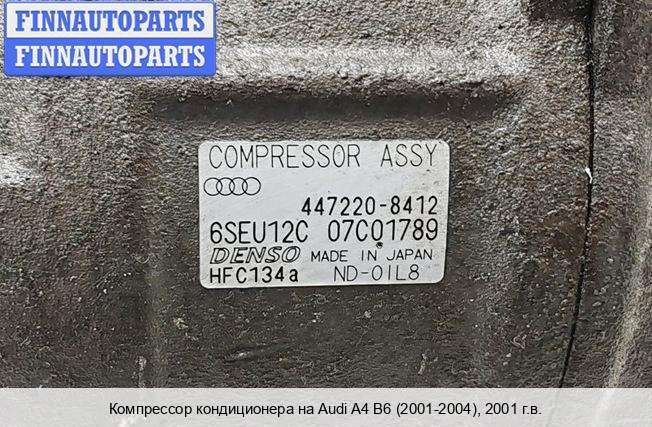 FINNAUTOPARTS
FINNAUTOPARTS
COMPRESSOR ASSY
447220-8412
6SEU12C 07C01789
DENSO MADE IN JAPAN
HFC134a ND-OIL8
Компрессор кондиционера на Audi A4 B6 (2001-2004), 2001 г.в.